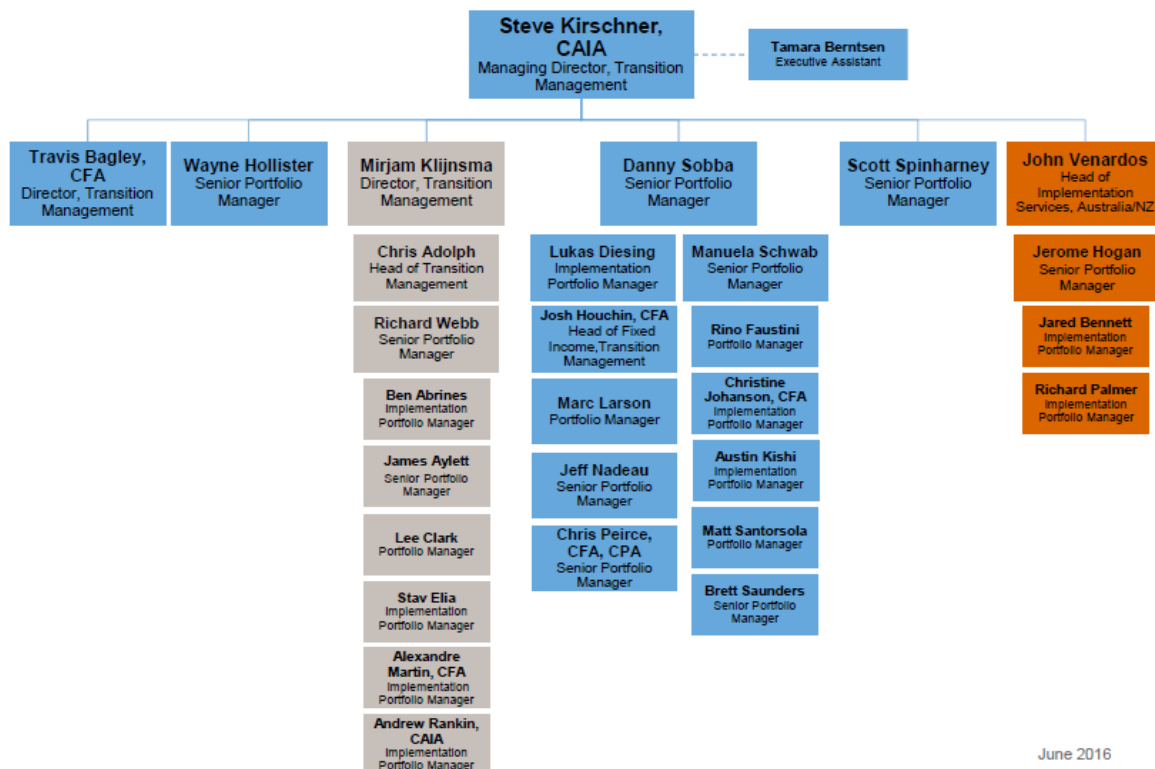 Steve Kirschner,
CAIA
Managing Director, Transition
Management
Tamara Berntsen
Executive Assistant
Travis Bagley,
CFA
Director, Transition
Management
Wayne Hollister
Senior Portfolio
Manager
Mirjam Klijnsma
Director, Transition
Management
Danny Sobba
Senior Portfolio
Manager
Scott Spinharney
Senior Portfolio
Manager
John Venardos
Head of
Implementation
Services, Australia/NZ
Chris Adolph
Head of Transition
Management
Richard Webb
Senior Portfolio
Manager
Ben Abrines
Implementation
Portfolio Manager
James Aylett
Senior Portfolio
Manager
Lee Clark
Portfolio Manager
Stav Elia
Implementation
Portfolio Manager
Alexandre
Martin, CFA
Implementation
Portfolio Manager
Andrew Rankin,
CAIA
Implementation
Portfolio Manager
Lukas Diesing
Implementation
Portfolio Manager
Josh Houchin, CFA
Head of Fixed
Income,Transition
Management
Marc Larson
Portfolio Manager
Jeff Nadeau
Senior Portfolio
Manager
Chris Peirce,
CFA, CPA
Senior Portfolio
Manager
Manuela Schwab
Senior Portfolio
Manager
Rino Faustini
Portfolio Manager
Christine
Johanson, CFA
Implementation
Portfolio Manager
Austin Kishi
Implementation
Portfolio Manager
Matt Santorsola
Portfolio Manager
Brett Saunders
Senior Portfolio
Manager
Jerome Hogan
Senior Portfolio
Manager
Jared Bennett
Implementation
Portfolio Manager
Richard Palmer
Implementation
Portfolio Manager
June 2016